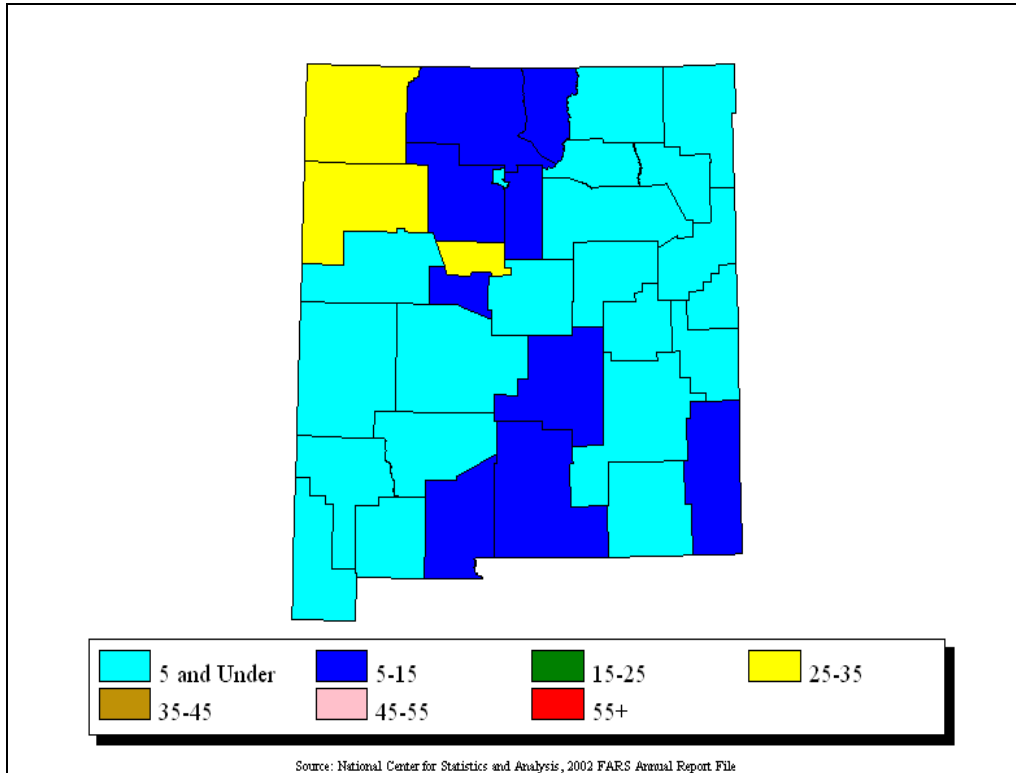 5 and Under 5-15 15-25 25-35
35-45 45-55 55+
Source: National Center for Statistics and Analysis, 2002 FARS Annual Report File